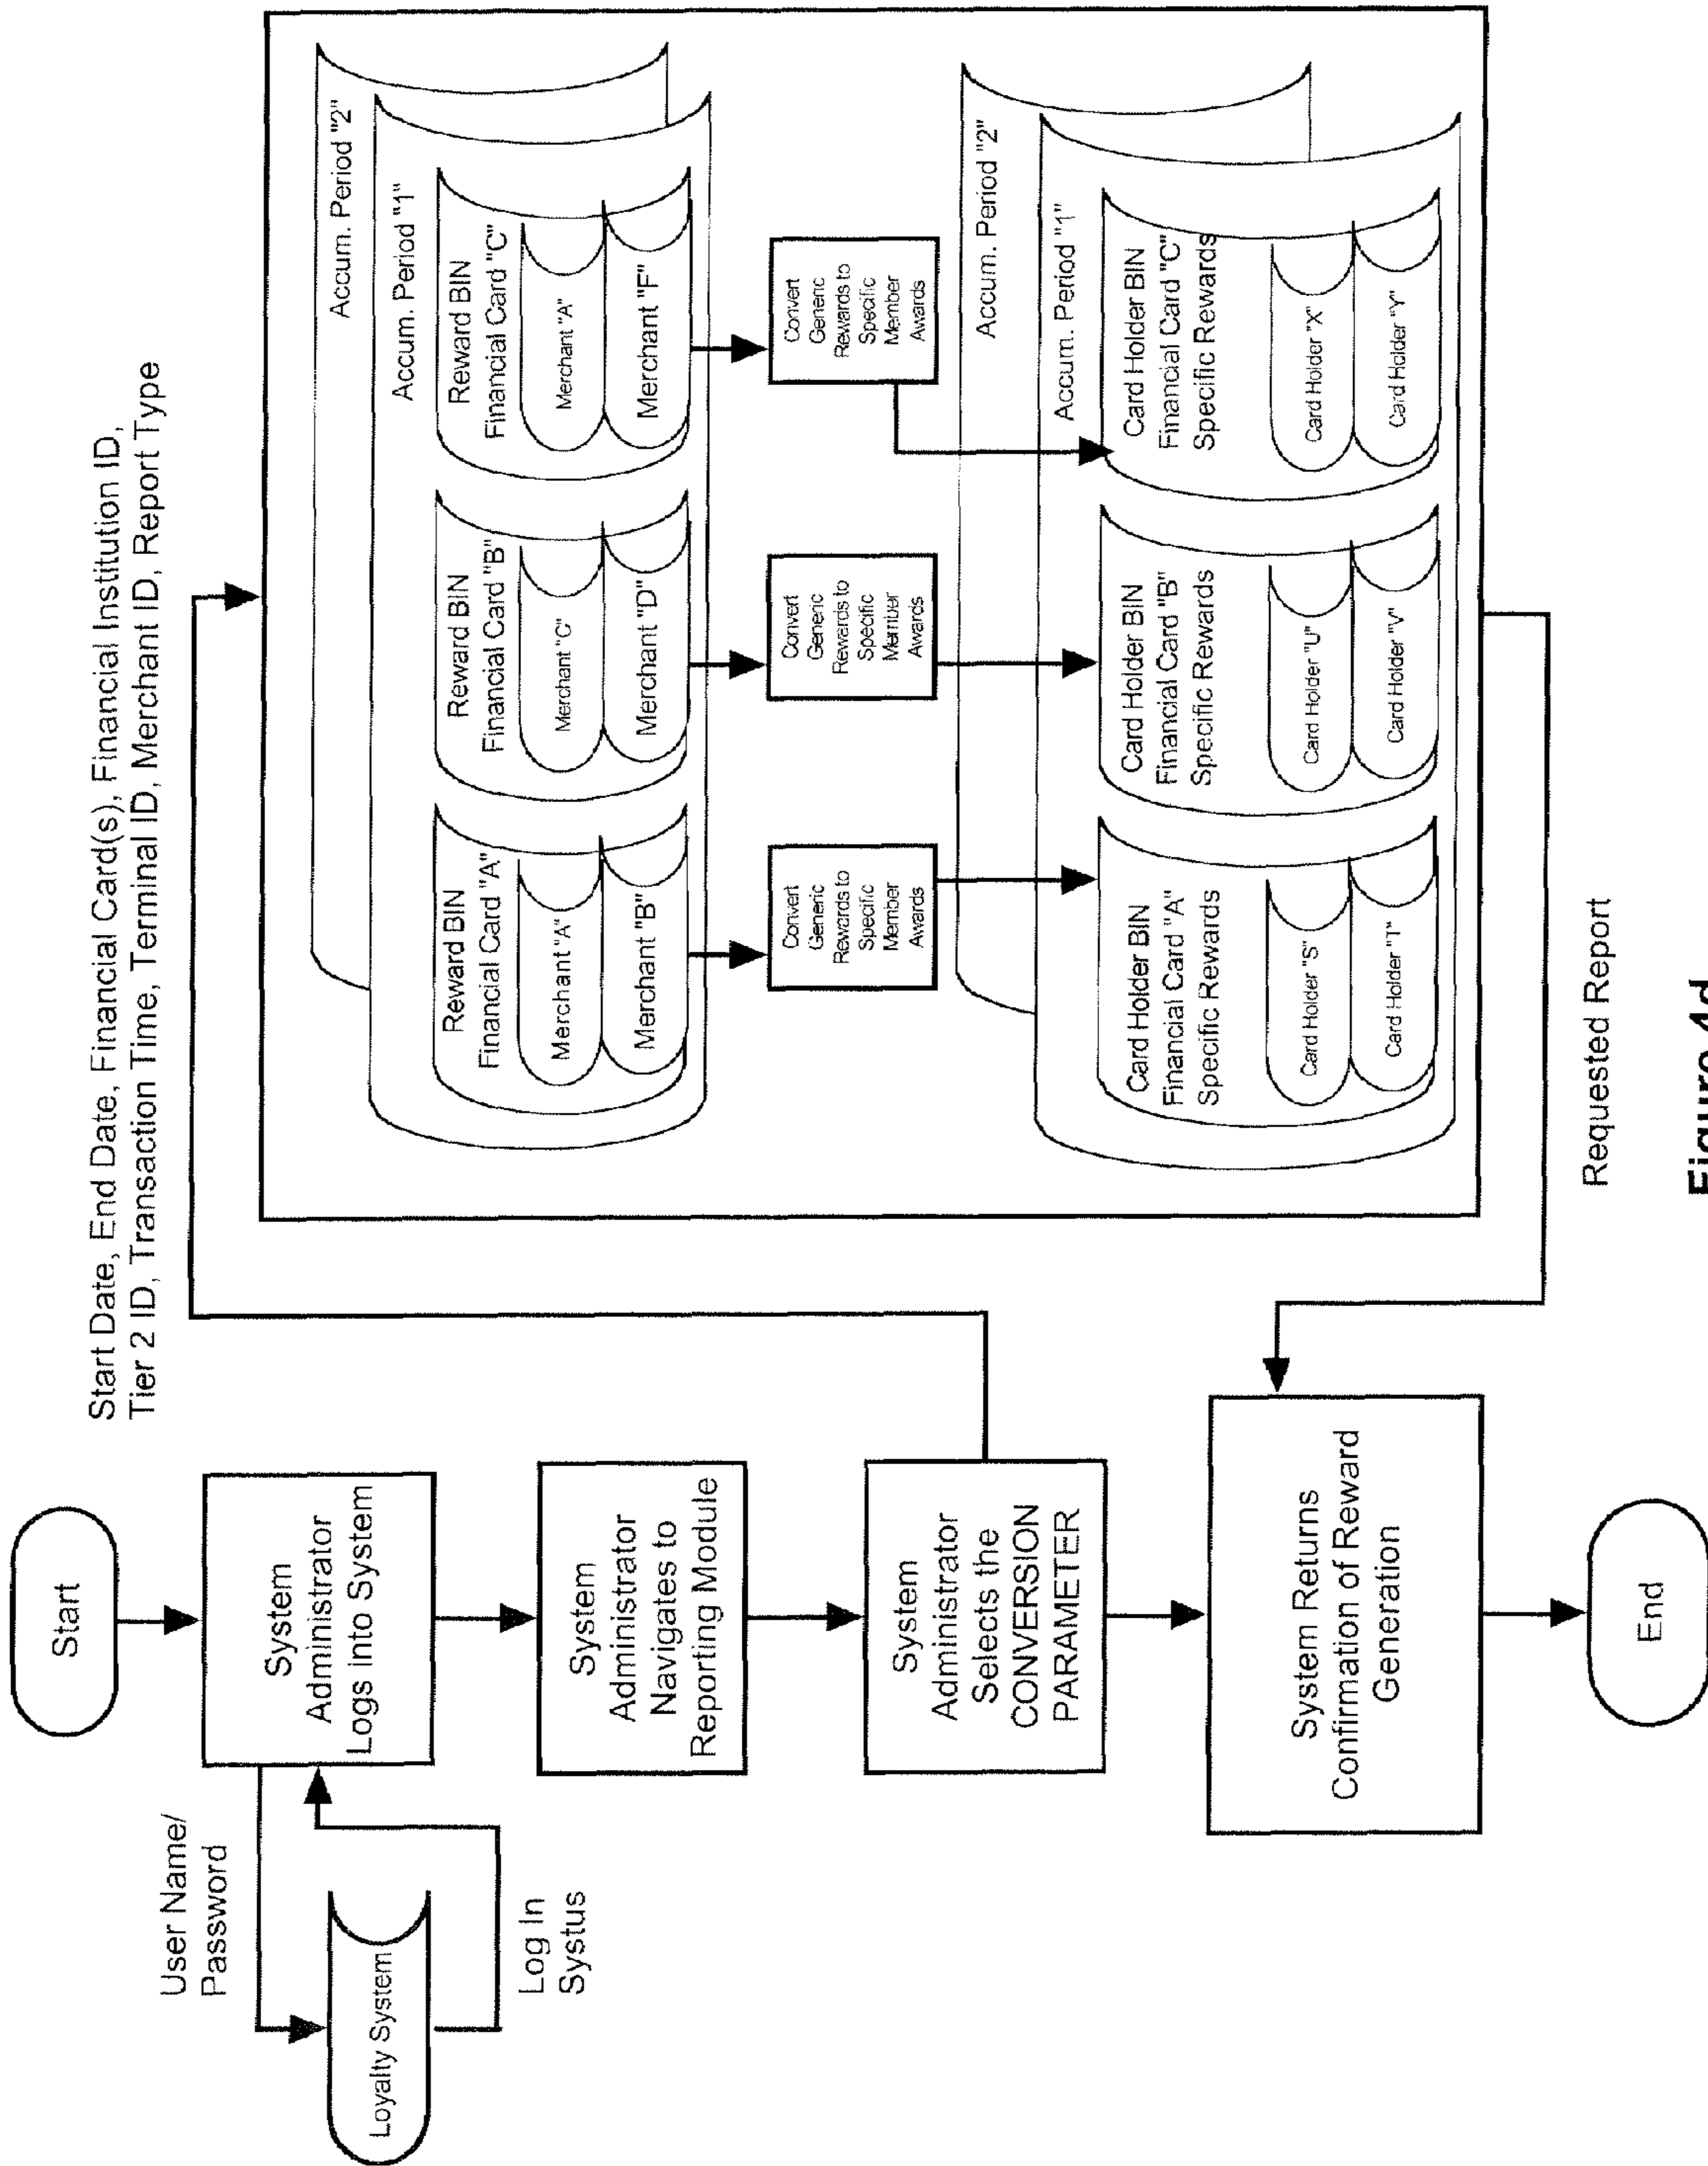 Start
System
Administrator
Logs into System
User Name/
Password
Loyalty System
Log In
Systus
System
Administrator
Navigates to
Reporting Module
System
Administrator
Selects the
CONVERSION
PARAMETER
System Returns
Confirmation of Reward
Generation
End
Start Date, End Date, Financial Card(s), Financial Institution ID,
Tier 2 ID, Transaction Time, Terminal ID, Merchant ID, Report Type
Accum. Period "2"
Accum. Period "1"
Reward BIN
Financial Card "A"
Merchant "A"
Merchant "B"
Reward BIN
Financial Card "B"
Merchant "C"
Merchant "D"
Reward BIN
Financial Card "C"
Merchant "A"
Merchant "F"
Convert
Generic
Rewards to
Specific
Member
Awards
Convert
Generic
Rewards to
Specific
Member
Awards
Convert
Generic
Rewards to
Specific
Member
Awards
Accum. Period "2"
Accum. Period "1"
Card Holder BIN
Financial Card "A"
Specific Rewards
Card Holder "S"
Card Holder "T"
Card Holder BIN
Financial Card "B"
Specific Rewards
Card Holder "U"
Card Holder "V"
Card Holder BIN
Financial Card "C"
Specific Rewards
Card Holder "X"
Card Holder "Y"
Requested Report
Figure 4d